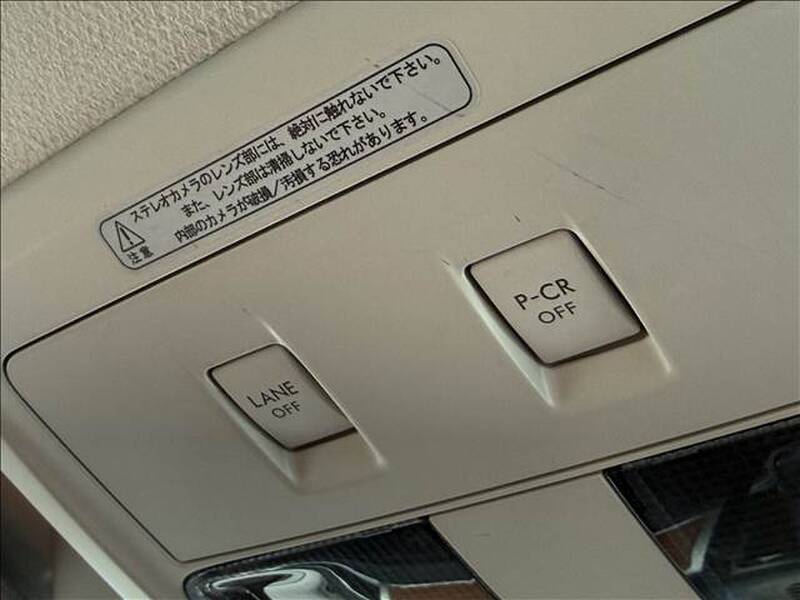 ステレオカメラのレンズ部には、絶対に触れないで下さい。
また、レンズ部は清掃しないで下さい。
内部のカメラが破損／汚損する恐れがあります。
注意
P-CR
OFF
LANE
OFF